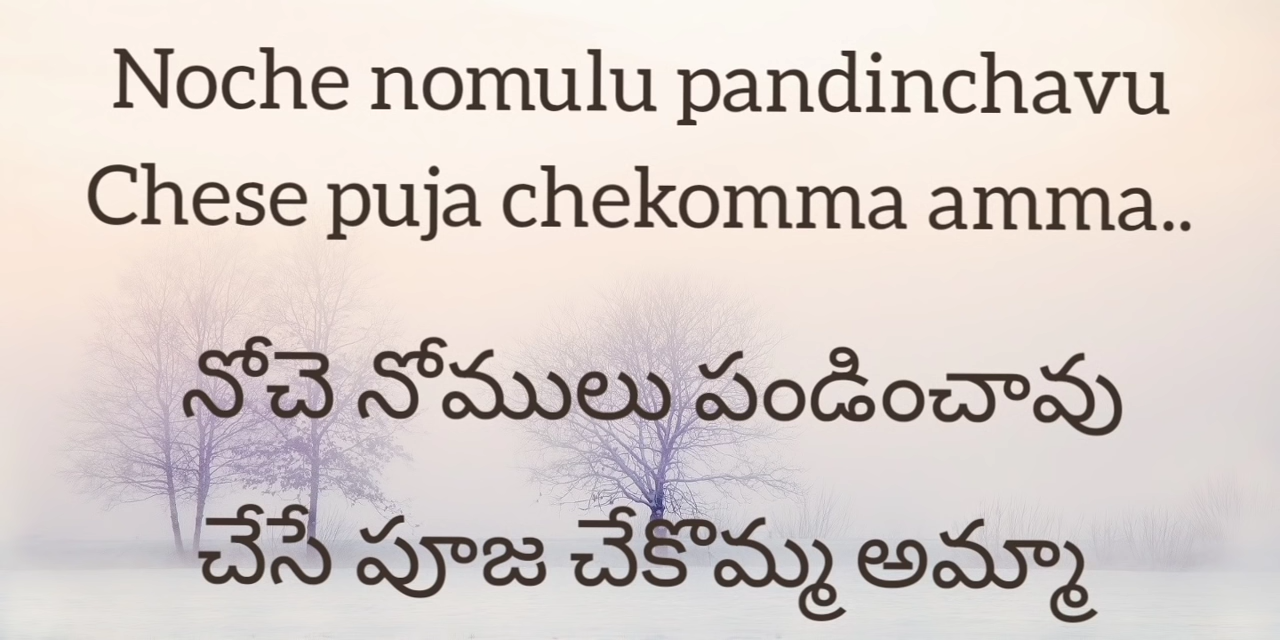 Noche nomulu pandinchavu
Chese puja chekomma amma..
నోచె నోములు పండించావు
చేసే పూజ చేకొమ్మ అమ్మా